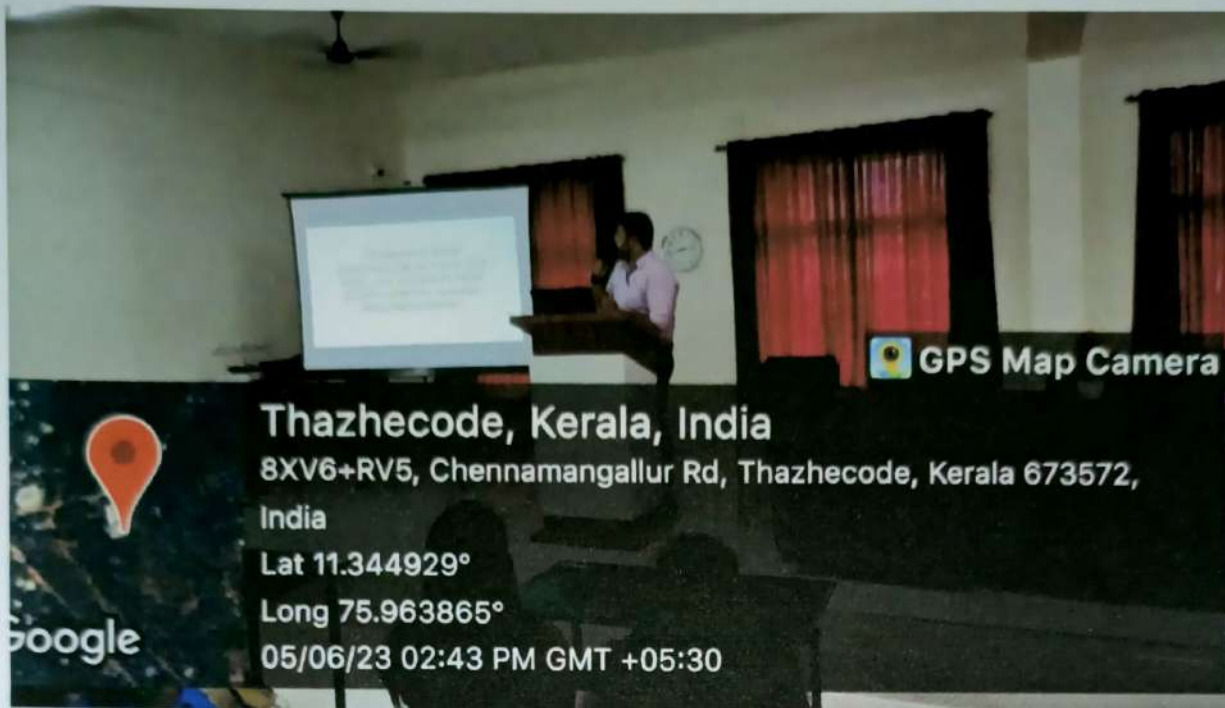 GPS Map Camera
Thazhecode, Kerala, India
8XV6+RV5, Chennamangallur Rd, Thazhecode, Kerala 673572,
India
Lat 11.344929°
Long 75.963865°
05/06/23 02:43 PM GMT +05:30
Google